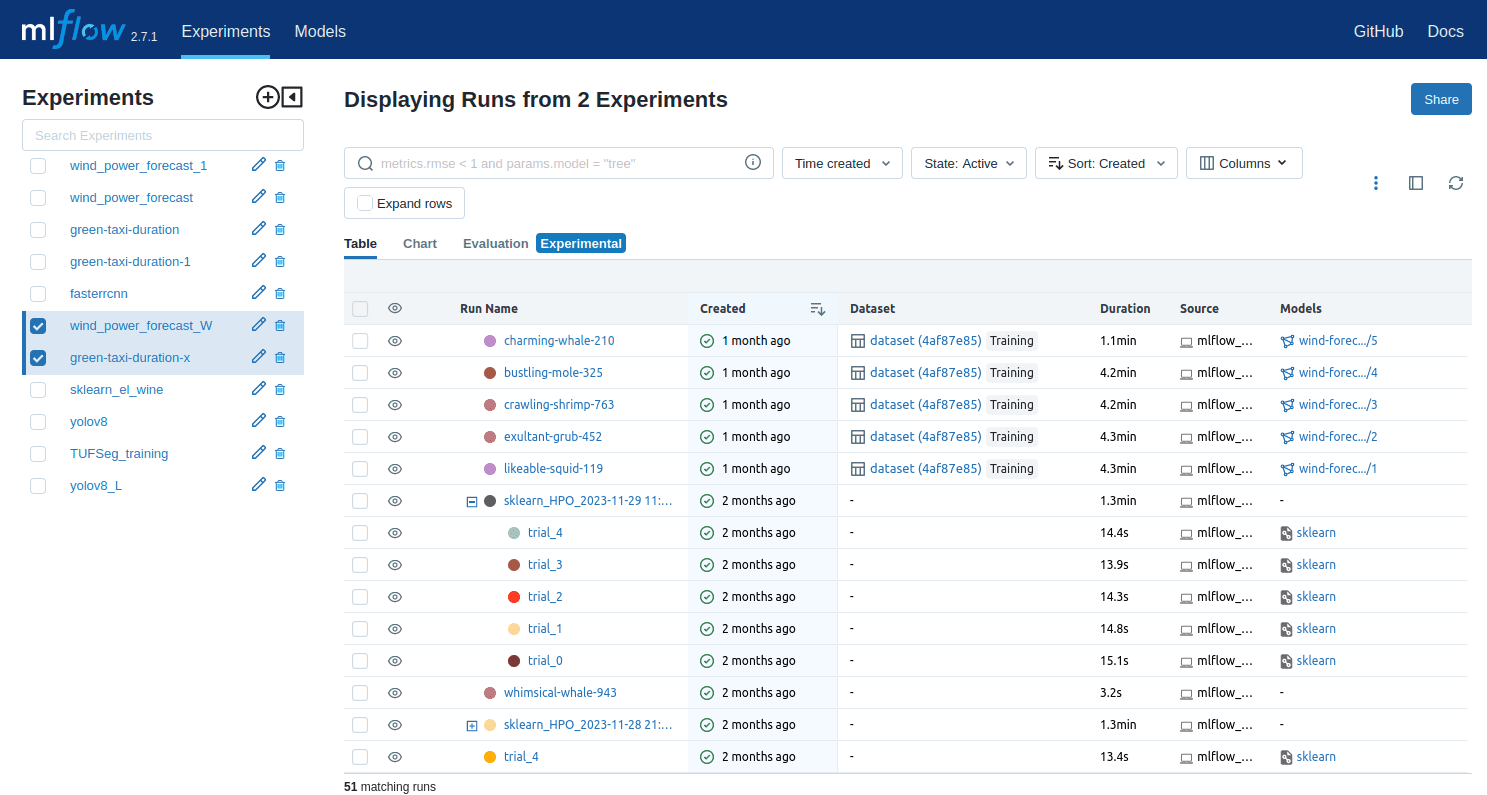 mlflow 2.7.1 Experiments Models GitHub Docs
Experiments
Search Experiments
wind_power_forecast_1
wind_power_forecast
green-taxi-duration
green-taxi-duration-1
fasterrcnn
wind_power_forecast_W
green-taxi-duration-x
sklearn_el_wine
yolov8
TUFSeg_training
yolov8_L
Displaying Runs from 2 Experiments
Share
metrics.rmse < 1 and params.model = "tree"
Time created
State: Active
Sort: Created
Columns
Expand rows
Table Chart Evaluation Experimental
Run Name Created Dataset Duration Source Models
charming-whale-210 1 month ago dataset (4af87e85) Training 1.1min mlflow_... wind-forec.../5
bustling-mole-325 1 month ago dataset (4af87e85) Training 4.2min mlflow_... wind-forec.../4
crawling-shrimp-763 1 month ago dataset (4af87e85) Training 4.2min mlflow_... wind-forec.../3
exultant-grub-452 1 month ago dataset (4af87e85) Training 4.3min mlflow_... wind-forec.../2
likeable-squid-119 1 month ago dataset (4af87e85) Training 4.3min mlflow_... wind-forec.../1
sklearn_HPO_2023-11-29 11:... 2 months ago - 1.3min mlflow_... -
trial_4 2 months ago - 14.4s mlflow_... sklearn
trial_3 2 months ago - 13.9s mlflow_... sklearn
trial_2 2 months ago - 14.3s mlflow_... sklearn
trial_1 2 months ago - 14.8s mlflow_... sklearn
trial_0 2 months ago - 15.1s mlflow_... sklearn
whimsical-whale-943 2 months ago - 3.2s mlflow_... -
sklearn_HPO_2023-11-28 21:... 2 months ago - 1.3min mlflow_... -
trial_4 2 months ago - 13.4s mlflow_... sklearn
51 matching runs